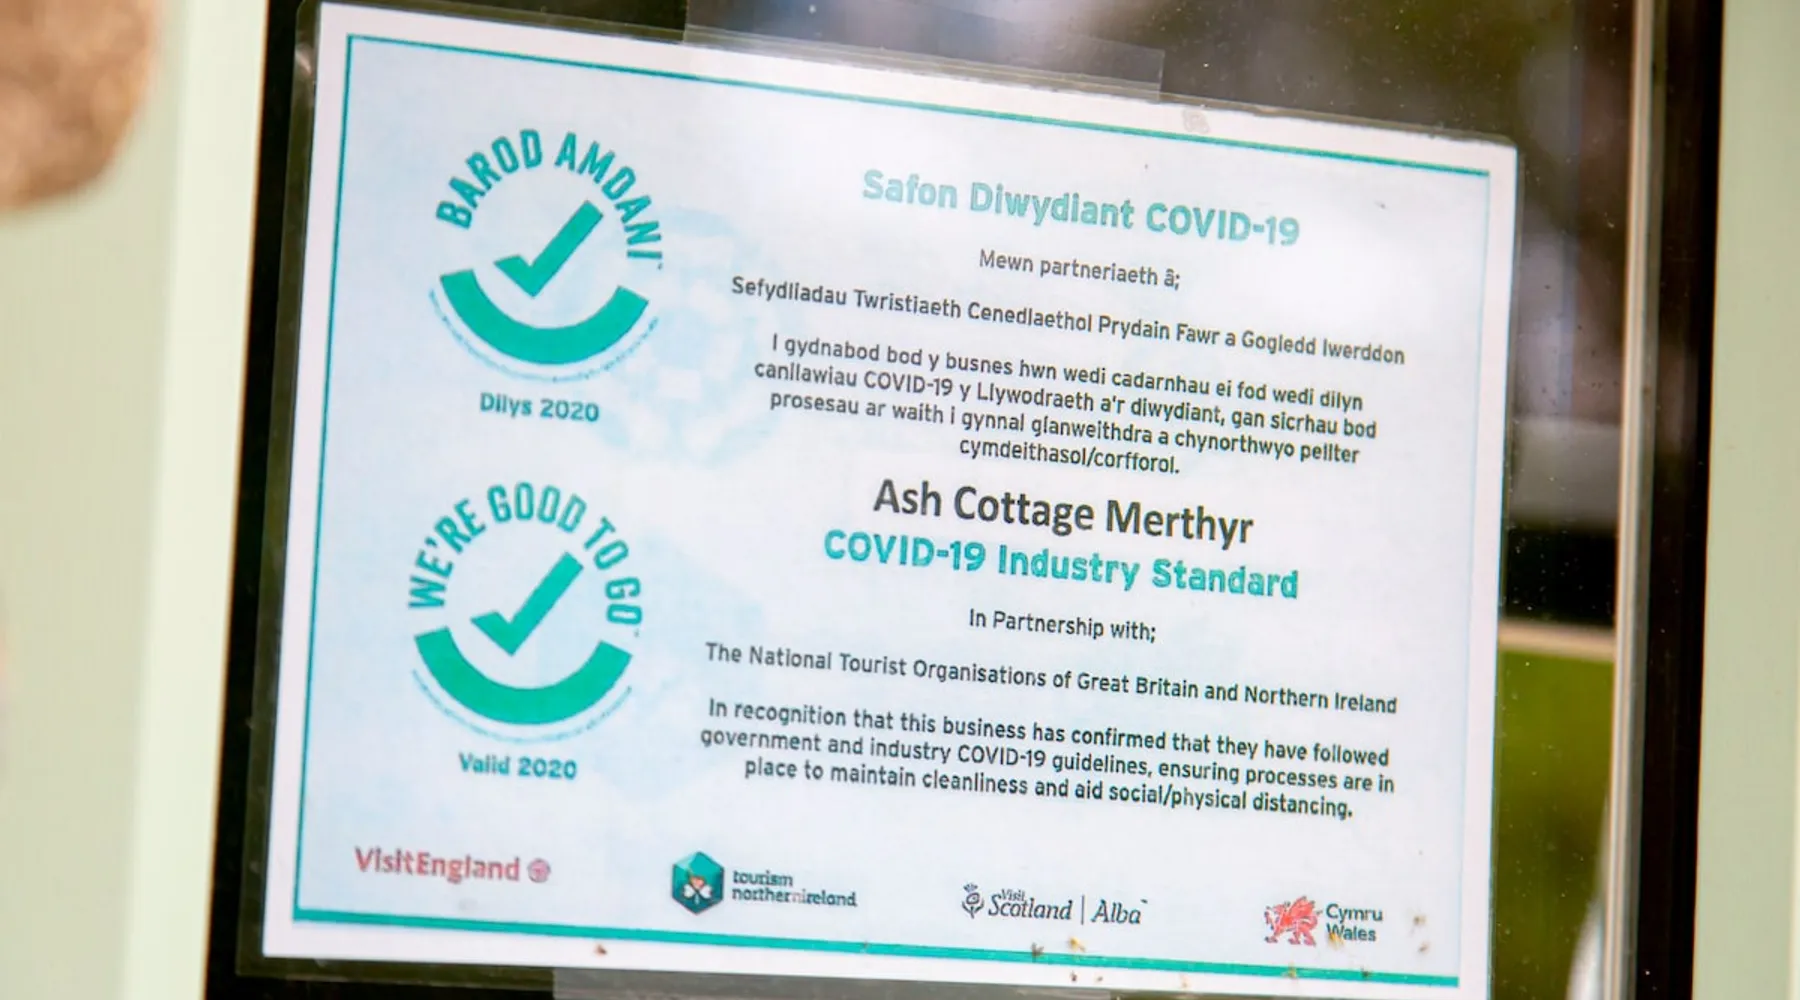 BAROD AMDANI
Dilys 2020
Safon Diwydiant COVID-19
Mewn partneriaeth â;
Sefydliadau Twristiaeth Cenedlaethol Prydain Fawr a Gogledd Iwerddon
I gydnabod bod y busnes hwn wedi cadarnhau ei fod wedi dilyn
canllawiau COVID-19 y Llywodraeth a'r diwydiant, gan sicrhau bod
prosesau ar waith i gynnal glanweithdra a chynorthwyo pellter
cymdeithasol/corfforol.
Ash Cottage Merthyr
WE'RE GOOD TO GO
Valid 2020
COVID-19 Industry Standard
In Partnership with;
The National Tourist Organisations of Great Britain and Northern Ireland
In recognition that this business has confirmed that they have followed
government and industry COVID-19 guidelines, ensuring processes are in
place to maintain cleanliness and aid social/physical distancing.
VisitEngland
tourism
northernireland
Visit
Scotland | Alba
Cymru
Wales